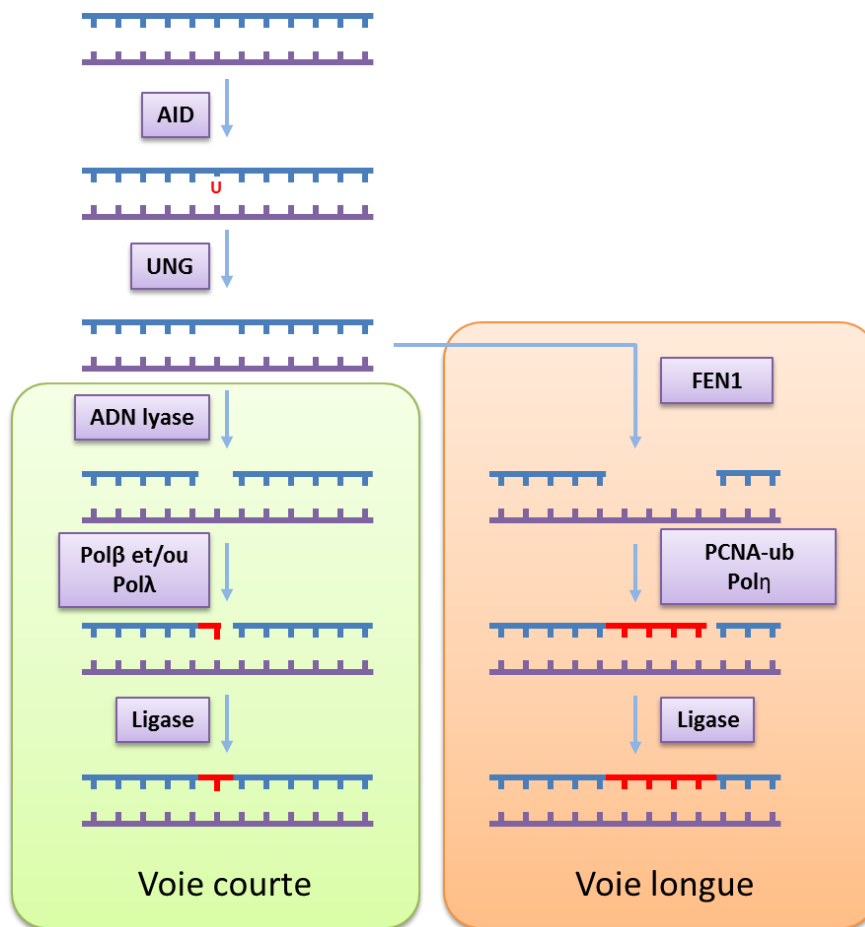 AID
U
UNG
ADN lyase
Polβ et/ou
Polλ
Ligase
Voie courte
FEN1
PCNA-ub
Polη
Ligase
Voie longue